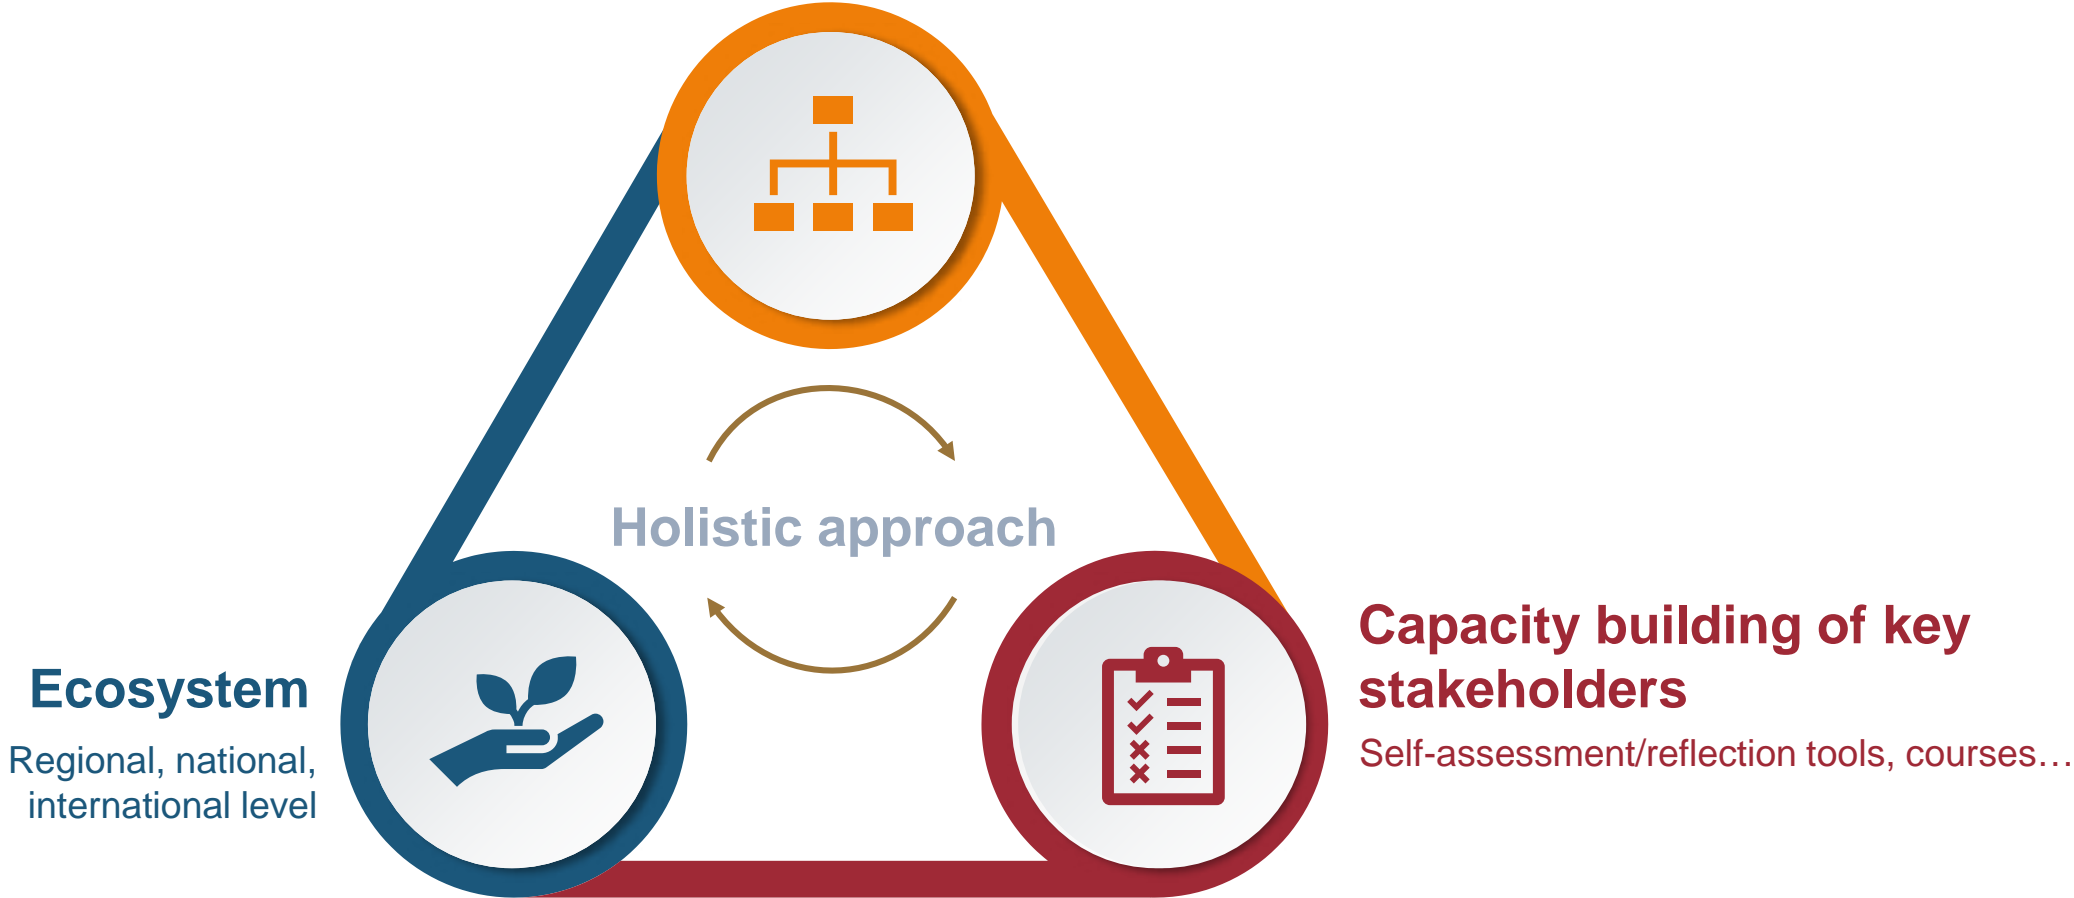 Holistic approach
Ecosystem
Regional, national,
international level
Capacity building of key
stakeholders
Self-assessment/reflection tools, courses…